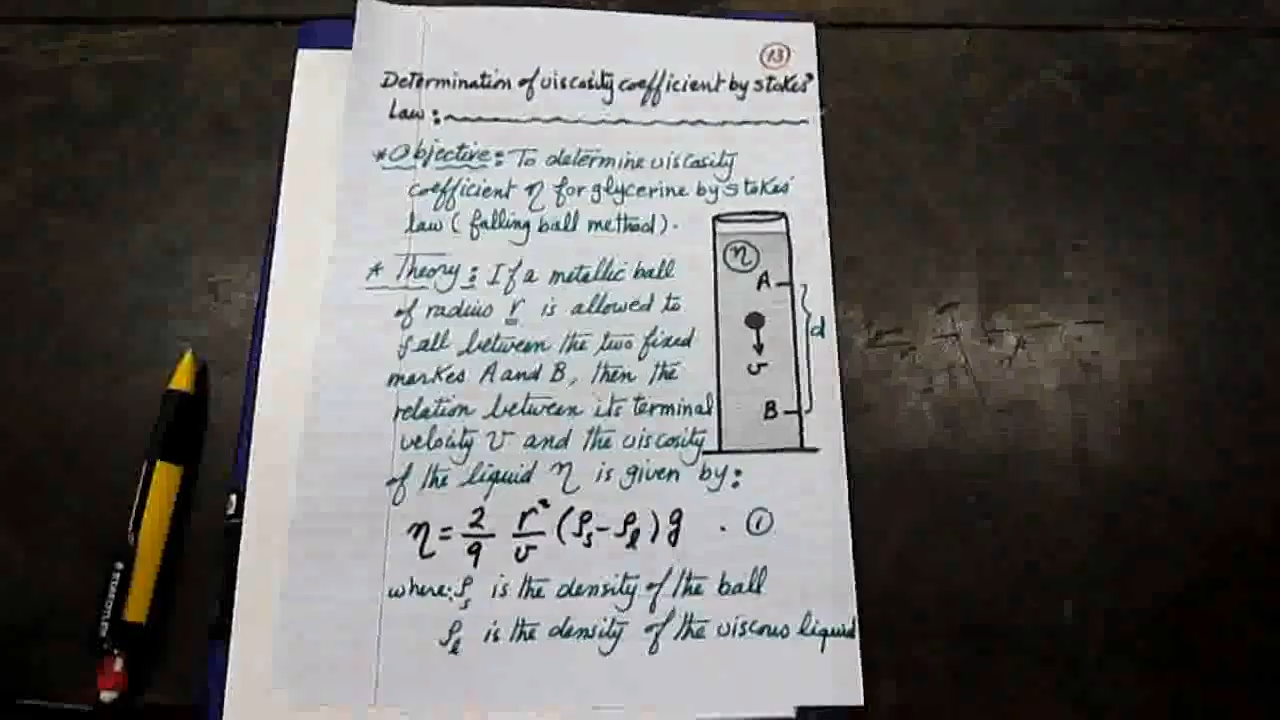 13
Determination of viscosity coefficient by stokes'
Law:
*Objective: To determine viscosity
coefficient η for glycerine by stokes'
law (falling ball method).
* Theory: If a metallic ball
of radius r is allowed to
fall between the two fixed
markes A and B, then the
relation between its terminal
velocity v and the viscosity
of the liquid η is given by:
η = 2/9 r²/v (ρs - ρl) g . ①
where: ρs is the density of the ball
ρl is the density of the viscous liquid
η
A
d
v
B
STAEDTLER